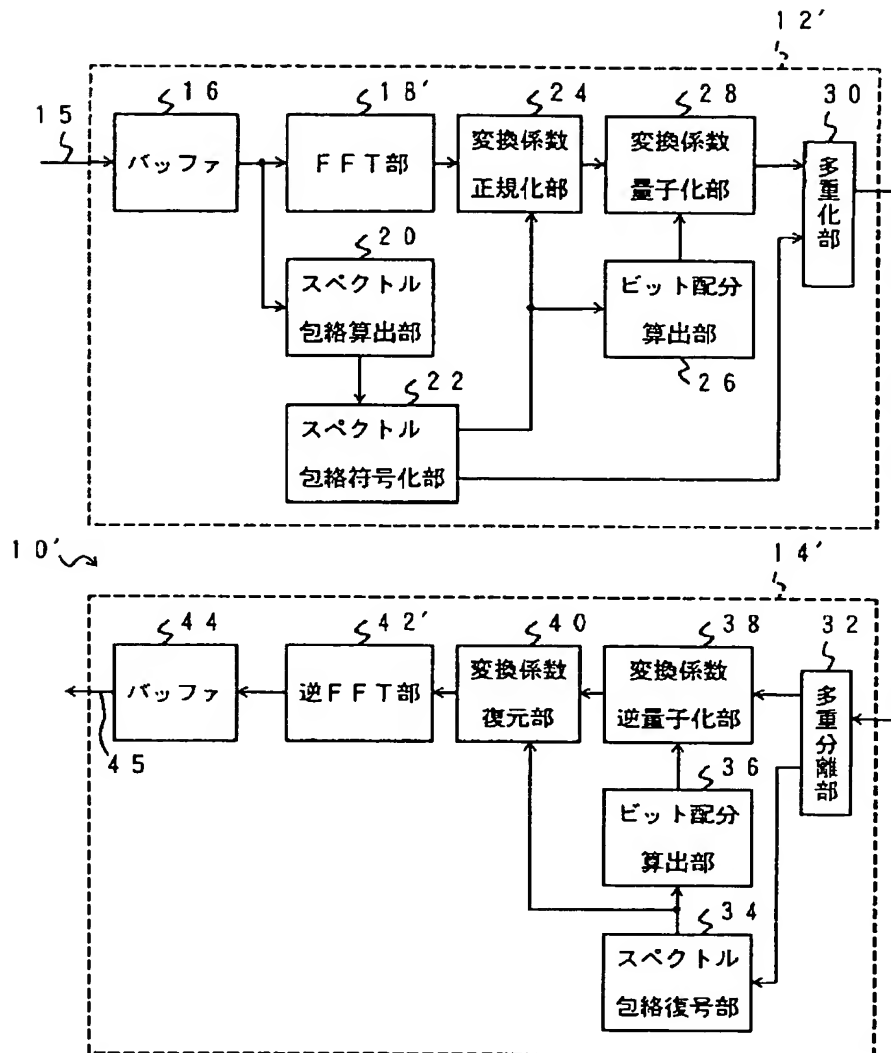 12′
16
18′
24
28
30
15
バッファ
FFT部
変換係数
正規化部
変換係数
量子化部
多重化部
20
スペクトル
包絡算出部
ビット配分
算出部
26
22
スペクトル
包絡符号化部
10′
14′
44
42′
40
38
32
バッファ
逆FFT部
変換係数
復元部
変換係数
逆量子化部
多重分離部
45
36
ビット配分
算出部
34
スペクトル
包絡復号部